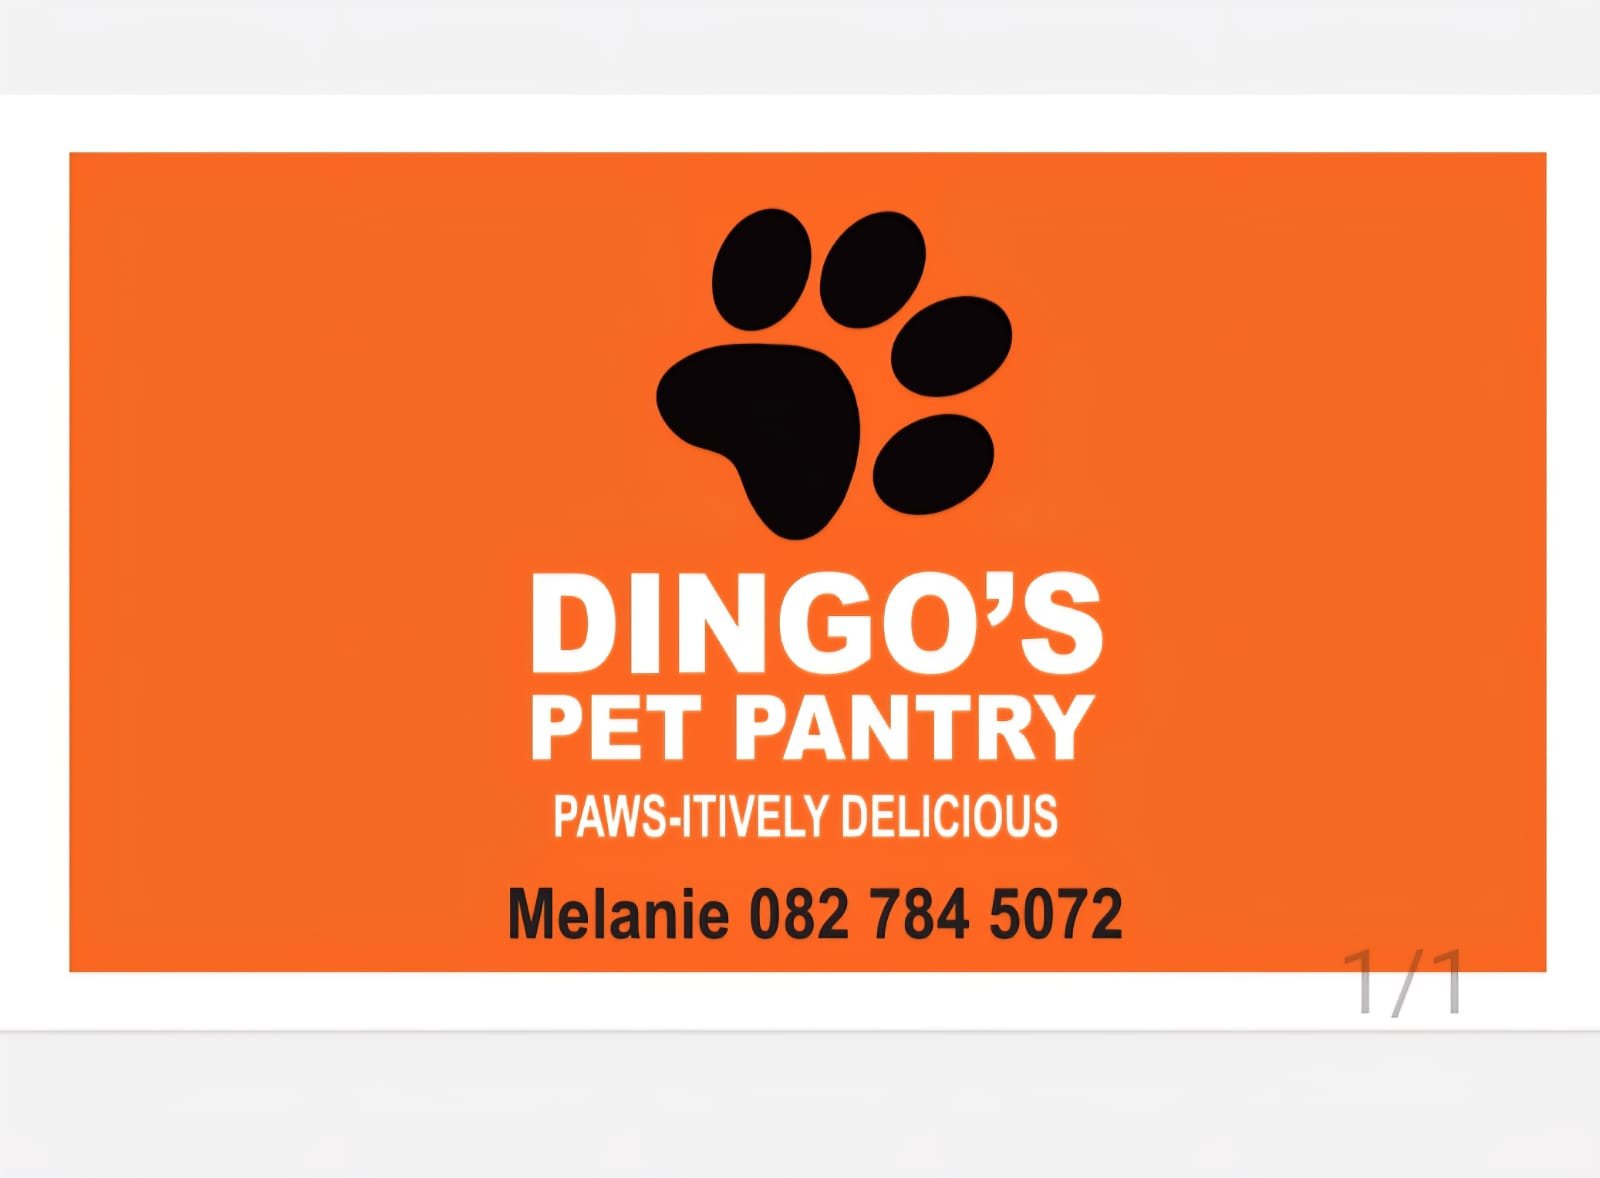 DINGO’S
PET PANTRY
PAWS-ITIVELY DELICIOUS
Melanie 082 784 5072
1/1